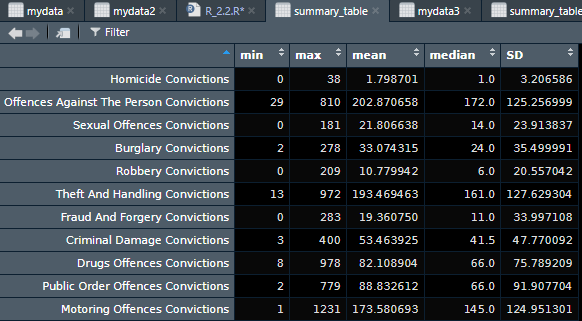 mydata mydata2 R_2.2.R* summary_table mydata3 summary_table
Filter
min max mean median SD
Homicide Convictions 0 38 1.798701 1.0 3.206586
Offences Against The Person Convictions 29 810 202.870658 172.0 125.256999
Sexual Offences Convictions 0 181 21.806638 14.0 23.913837
Burglary Convictions 2 278 33.074315 24.0 35.499991
Robbery Convictions 0 209 10.779942 6.0 20.557042
Theft And Handling Convictions 13 972 193.469463 161.0 127.629304
Fraud And Forgery Convictions 0 283 19.360750 11.0 33.997108
Criminal Damage Convictions 3 400 53.463925 41.5 47.770092
Drugs Offences Convictions 8 978 82.108904 66.0 75.789209
Public Order Offences Convictions 2 779 88.832612 66.0 91.907704
Motoring Offences Convictions 1 1231 173.580693 145.0 124.951301